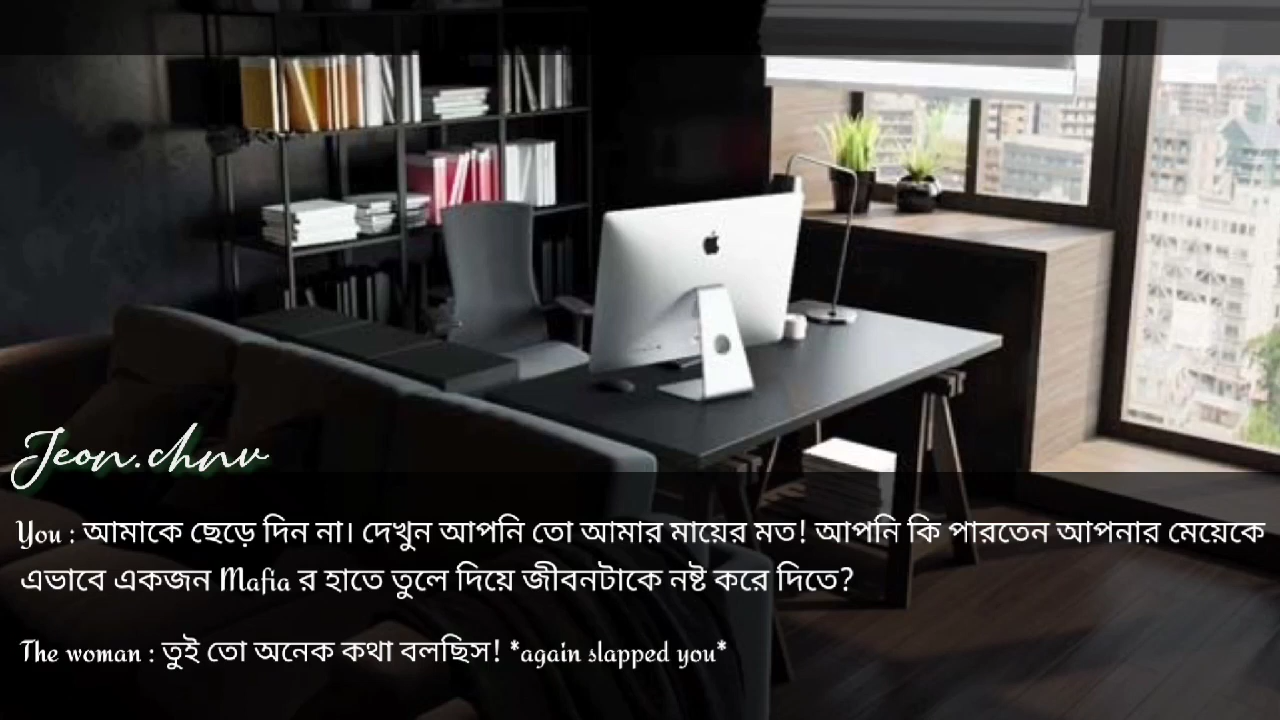 Jeon.chnv
You : আমাকে ছেড়ে দিন না। দেখুন আপনি তো আমার মায়ের মত! আপনি কি পারতেন আপনার মেয়েকে
এভাবে একজন Mafia র হাতে তুলে দিয়ে জীবনটাকে নষ্ট করে দিতে?
The woman : তুই তো অনেক কথা বলছিস! *again slapped you*